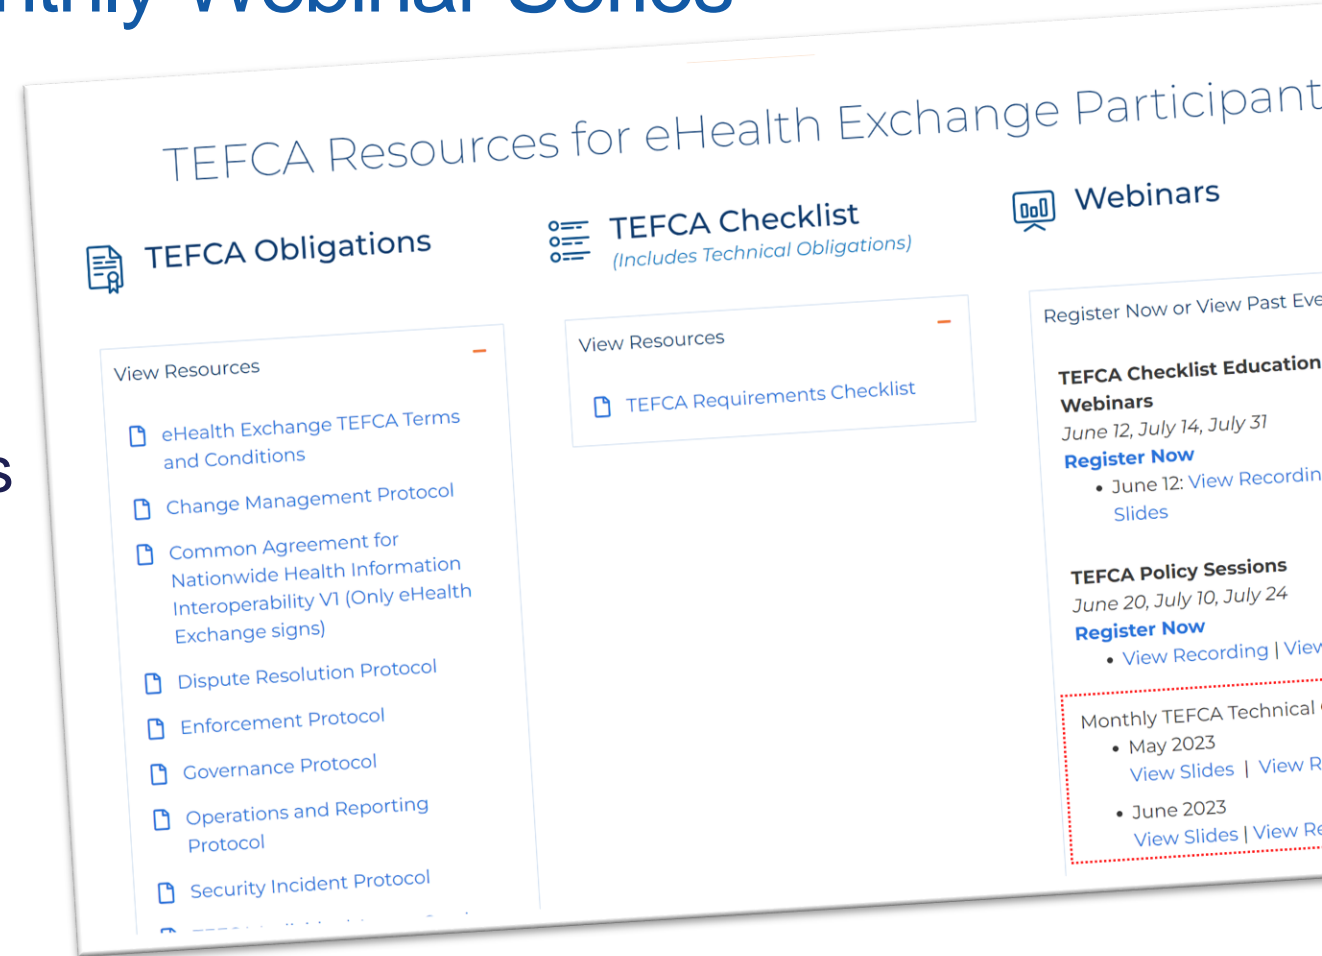 Webinar Series
TEFCA Resources for eHealth Exchange Participant
TEFCA Obligations
View Resources
eHealth Exchange TEFCA Terms
and Conditions
Change Management Protocol
Common Agreement for
Nationwide Health Information
Interoperability V1 (Only eHealth
Exchange signs)
Dispute Resolution Protocol
Enforcement Protocol
Governance Protocol
Operations and Reporting
Protocol
Security Incident Protocol
TEFCA Checklist
(Includes Technical Obligations)
View Resources
TEFCA Requirements Checklist
Webinars
Register Now or View Past
TEFCA Checklist Education
Webinars
June 12, July 14, July 31
Register Now
• June 12: View
Slides
TEFCA Policy Sessions
June 20, July 10, July 24
Register Now
• View Recording |
Monthly TEFCA Technical
• May 2023
View Slides | View
• June 2023
View Slides | View
s